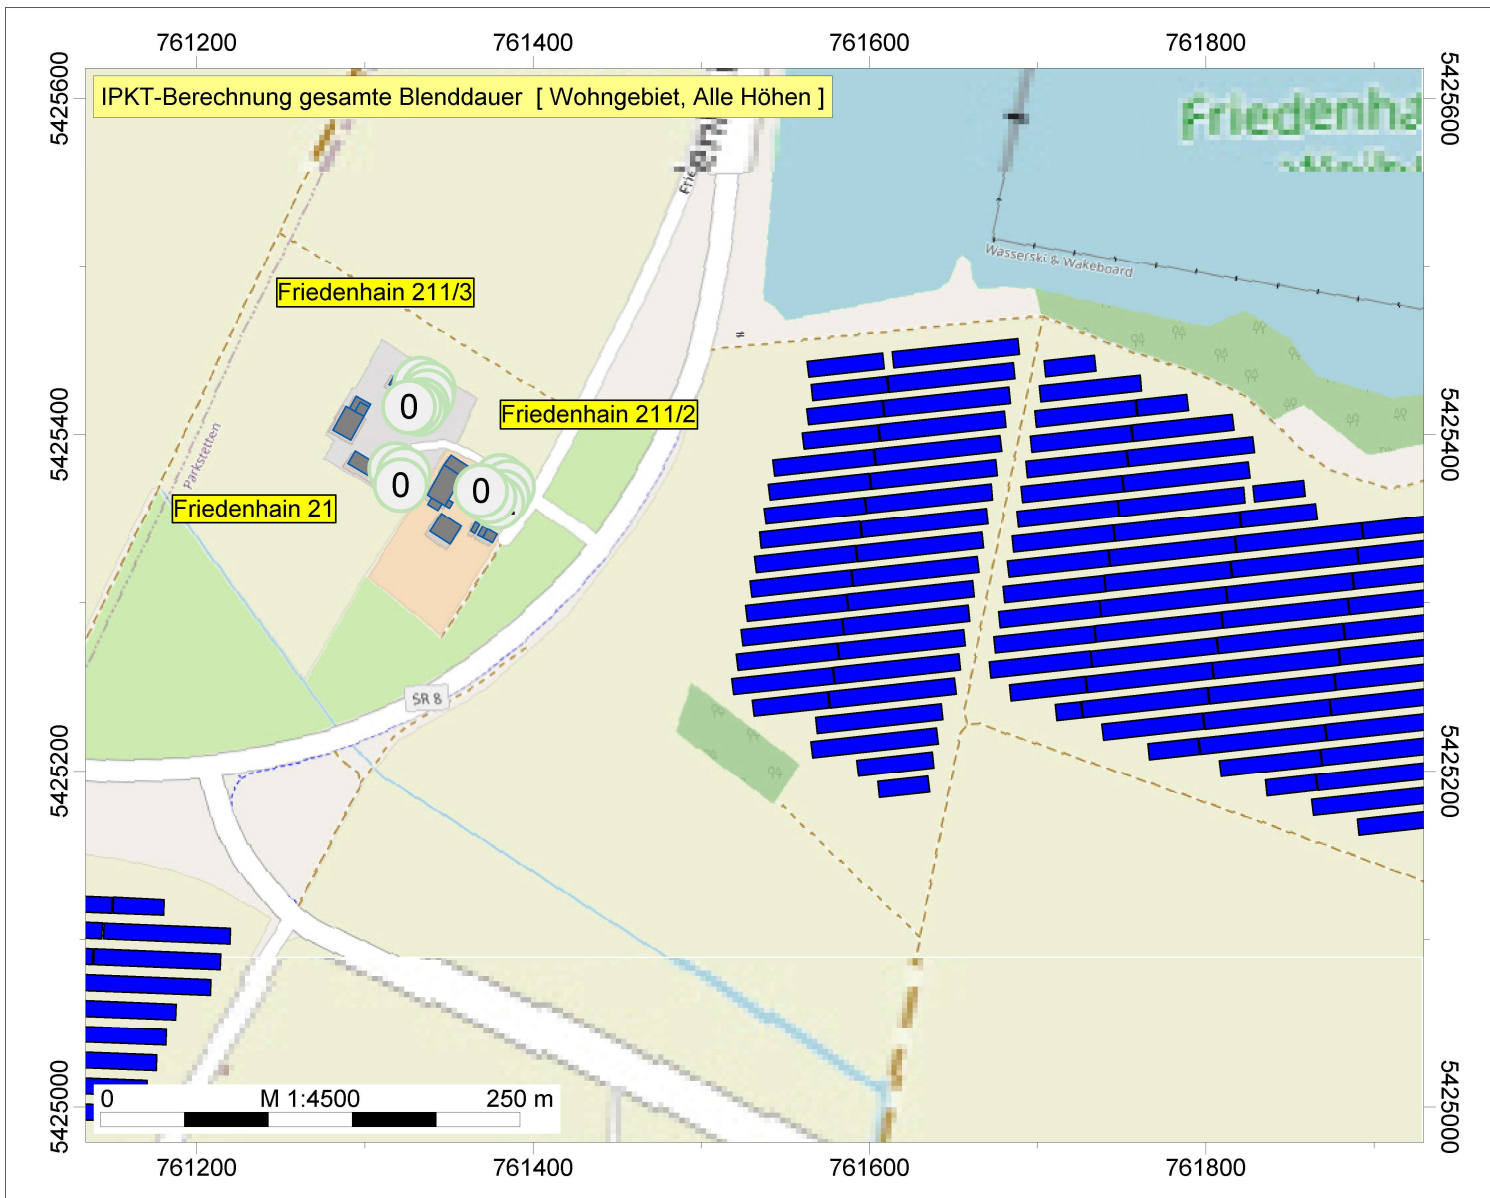 761200 761400 761600 761800
5425600
5425600
IPKT-Berechnung gesamte Blenddauer [ Wohngebiet, Alle Höhen ]
Friedenha
Frie
Wasserski & Wakeboard
Friedenhain 211/3
0
Friedenhain 211/2
5425400
5425400
Parkstetten
0
0
Friedenhain 21
SR 8
5425200
5425200
5425000
5425000
0 M 1:4500 250 m
761200 761400 761600 761800